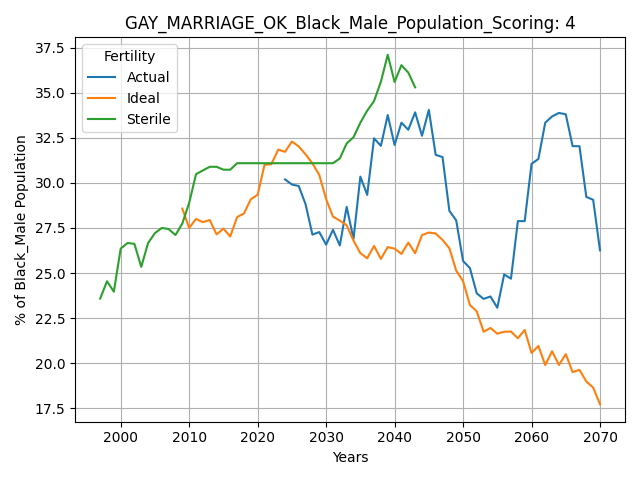 GAY_MARRIAGE_OK_Black_Male_Population_Scoring: 4
Fertility
Actual
Ideal
Sterile
% of Black_Male Population
37.5
35.0
32.5
30.0
27.5
25.0
22.5
20.0
17.5
2000 2010 2020 2030 2040 2050 2060 2070
Years